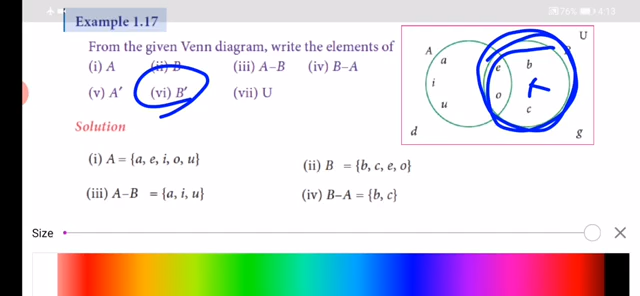 76% 4:13
Example 1.17
From the given Venn diagram, write the elements of
(i) A (ii) B (iii) A–B (iv) B–A
(v) A′ (vi) B′ (vii) U
U
A
a e b
i
u o c
d g
Solution
(i) A = {a, e, i, o, u} (ii) B = {b, c, e, o}
(iii) A–B = {a, i, u} (iv) B–A = {b, c}
Size